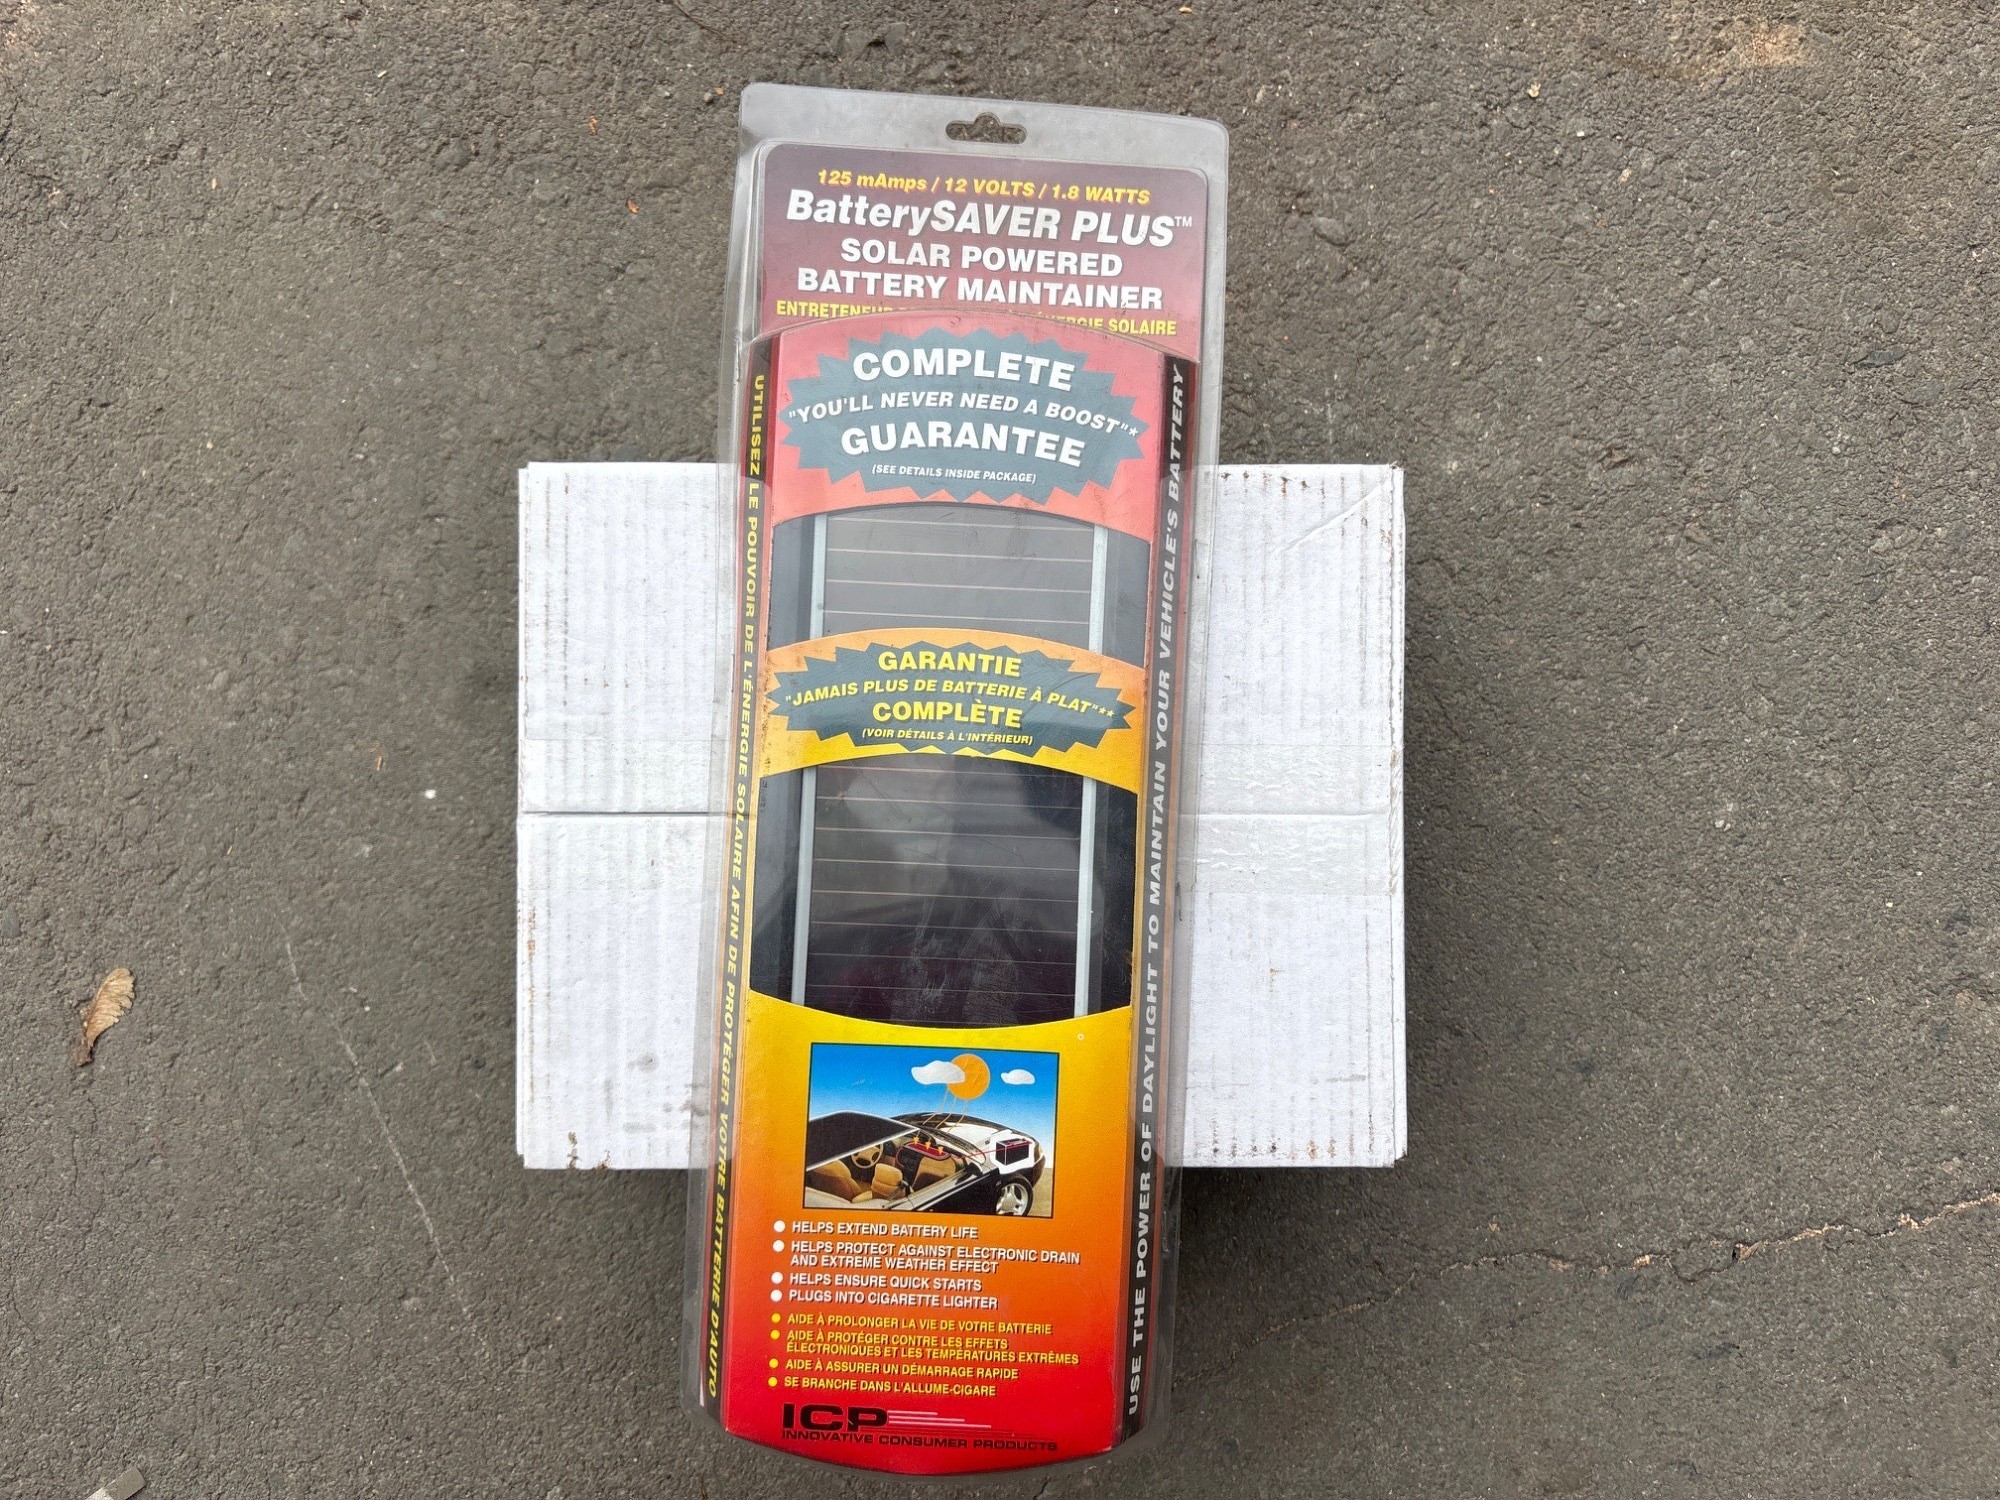 125 mAmps / 12 VOLTS / 1.8 WATTS
BatterySAVER PLUS™
SOLAR POWERED
BATTERY MAINTAINER
ENTRETENEUR ÉNERGIE SOLAIRE
COMPLETE
"YOU'LL NEVER NEED A BOOST"*
GUARANTEE
(SEE DETAILS INSIDE PACKAGE)
GARANTIE
"JAMAIS PLUS DE BATTERIE À PLAT"**
COMPLÈTE
(VOIR DÉTAILS À L'INTÉRIEUR)
UTILISEZ LE POUVOIR DE L'ÉNERGIE SOLAIRE AFIN DE PROTÉGER VOTRE BATTERIE D'AUTO
USE THE POWER OF DAYLIGHT TO MAINTAIN YOUR VEHICLE'S BATTERY
● HELPS EXTEND BATTERY LIFE
● HELPS PROTECT AGAINST ELECTRONIC DRAIN
AND EXTREME WEATHER EFFECT
● HELPS ENSURE QUICK STARTS
● PLUGS INTO CIGARETTE LIGHTER
● AIDE À PROLONGER LA VIE DE VOTRE BATTERIE
● AIDE À PROTÉGER CONTRE LES EFFETS
ÉLECTRONIQUES ET LES TEMPÉRATURES EXTRÊMES
● AIDE À ASSURER UN DÉMARRAGE RAPIDE
● SE BRANCHE DANS L'ALLUME-CIGARE
ICP
INNOVATIVE CONSUMER PRODUCTS